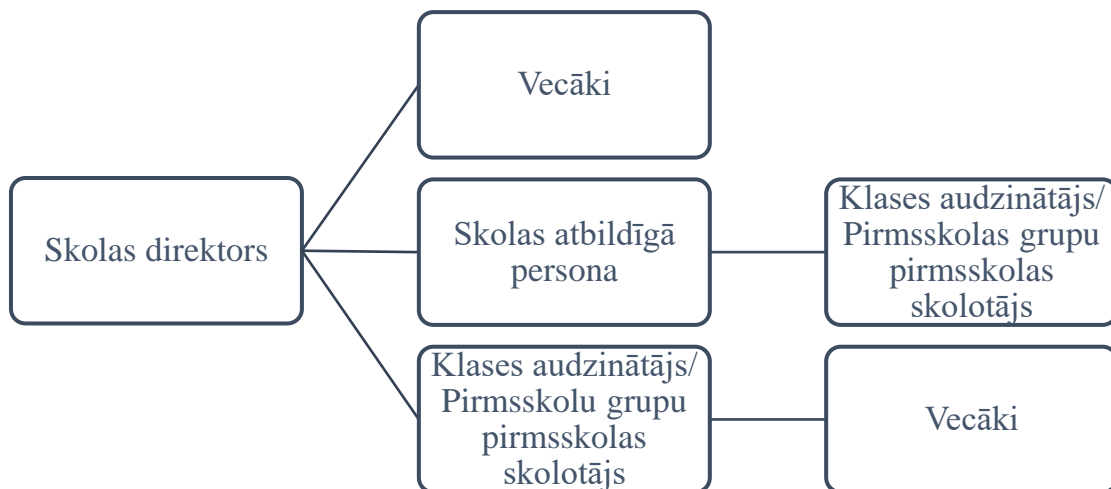 Skolas direktors
Vecāki
Skolas atbildīgā
persona
Klases audzinātājs/
Pirmsskolas grupu
pirmsskolas
skolotājs
Klases audzinātājs/
Pirmsskolu grupu
pirmsskolas
skolotājs
Vecāki